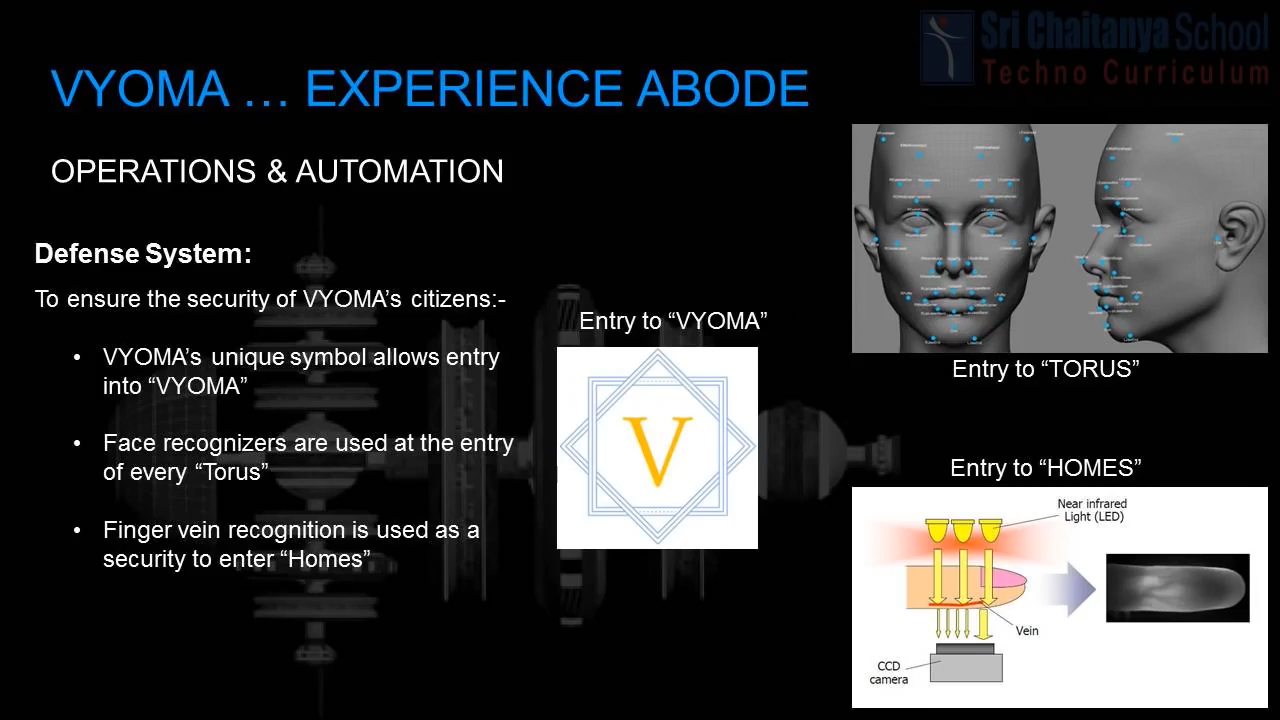 Sri Chaitanya School
Techno Curriculum
VYOMA … EXPERIENCE ABODE
OPERATIONS & AUTOMATION
Defense System:
To ensure the security of VYOMA’s citizens:-
• VYOMA’s unique symbol allows entry
into “VYOMA”
• Face recognizers are used at the entry
of every “Torus”
• Finger vein recognition is used as a
security to enter “Homes”
Entry to “VYOMA”
V
Entry to “TORUS”
Entry to “HOMES”
Near infrared
Light (LED)
Vein
CCD
camera